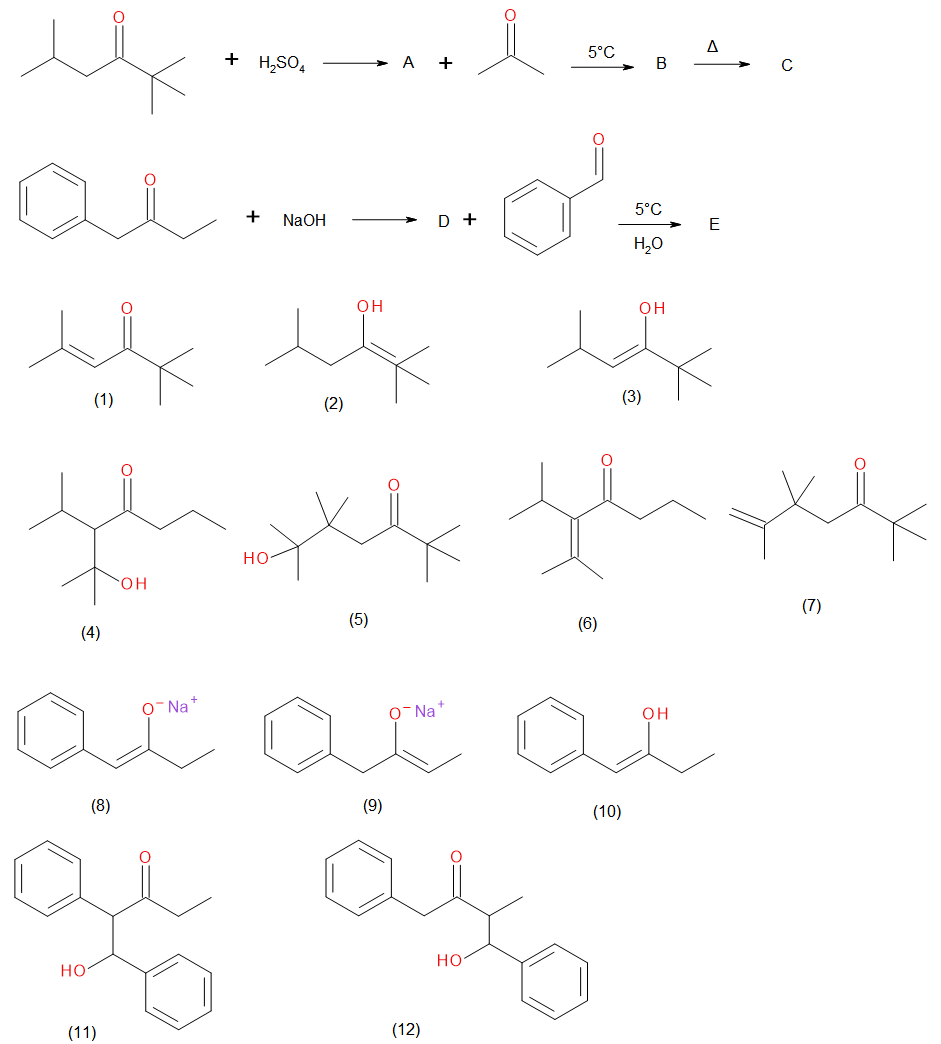 O
+ H₂SO₄ A + O 5°C B Δ C
O
+ NaOH D + O 5°C H₂O E
O OH OH
(1) (2) (3)
O O O O
OH HO
(4) (5) (6) (7)
O⁻ Na⁺ O⁻ Na⁺ OH
(8) (9) (10)
O O
HO HO
(11) (12)